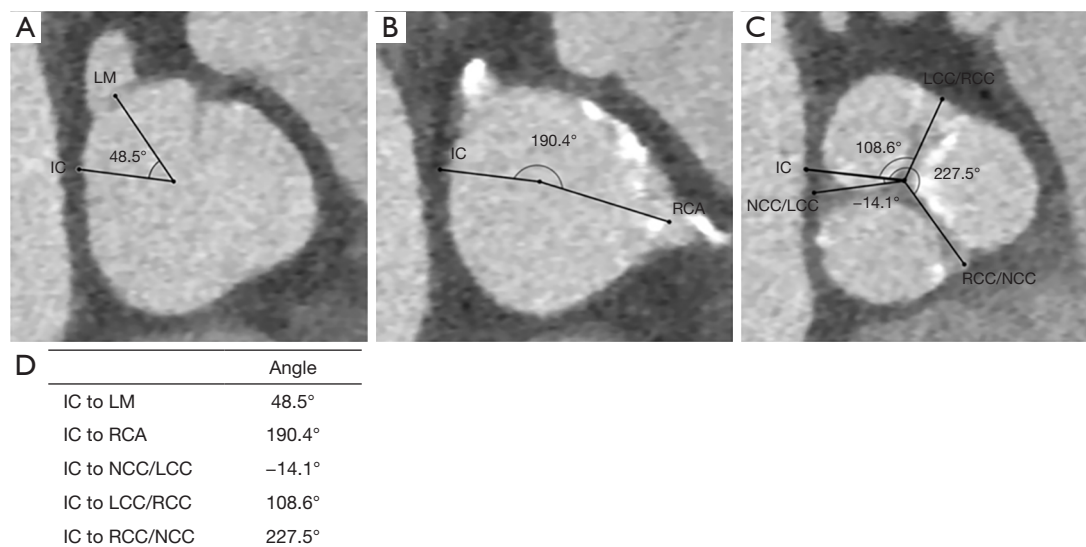 A
LM
48.5°
IC
B
190.4°
IC
RCA
C
LCC/RCC
108.6°
IC
227.5°
NCC/LCC
−14.1°
RCC/NCC
D
Angle
IC to LM 48.5°
IC to RCA 190.4°
IC to NCC/LCC −14.1°
IC to LCC/RCC 108.6°
IC to RCC/NCC 227.5°